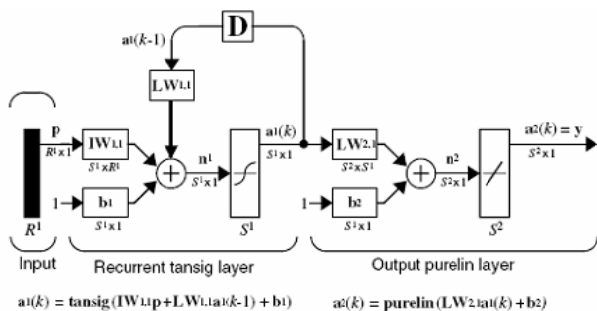 D
a1(k-1)
LW1,1
p
R1x1
IW1,1
S1xR1
1
b1
S1x1
n1
S1x1
a1(k)
S1x1
S1
R1
LW2,1
S2xS1
1
b2
S1x1
n2
S2x1
a2(k) = y
S2x1
S2
Input
Recurrent tansig layer
Output purelin layer
a1(k) = tansig (IW1,1p+LW1,1a1(k-1) + b1)
a2(k) = purelin (LW2,1a1(k) + b2)